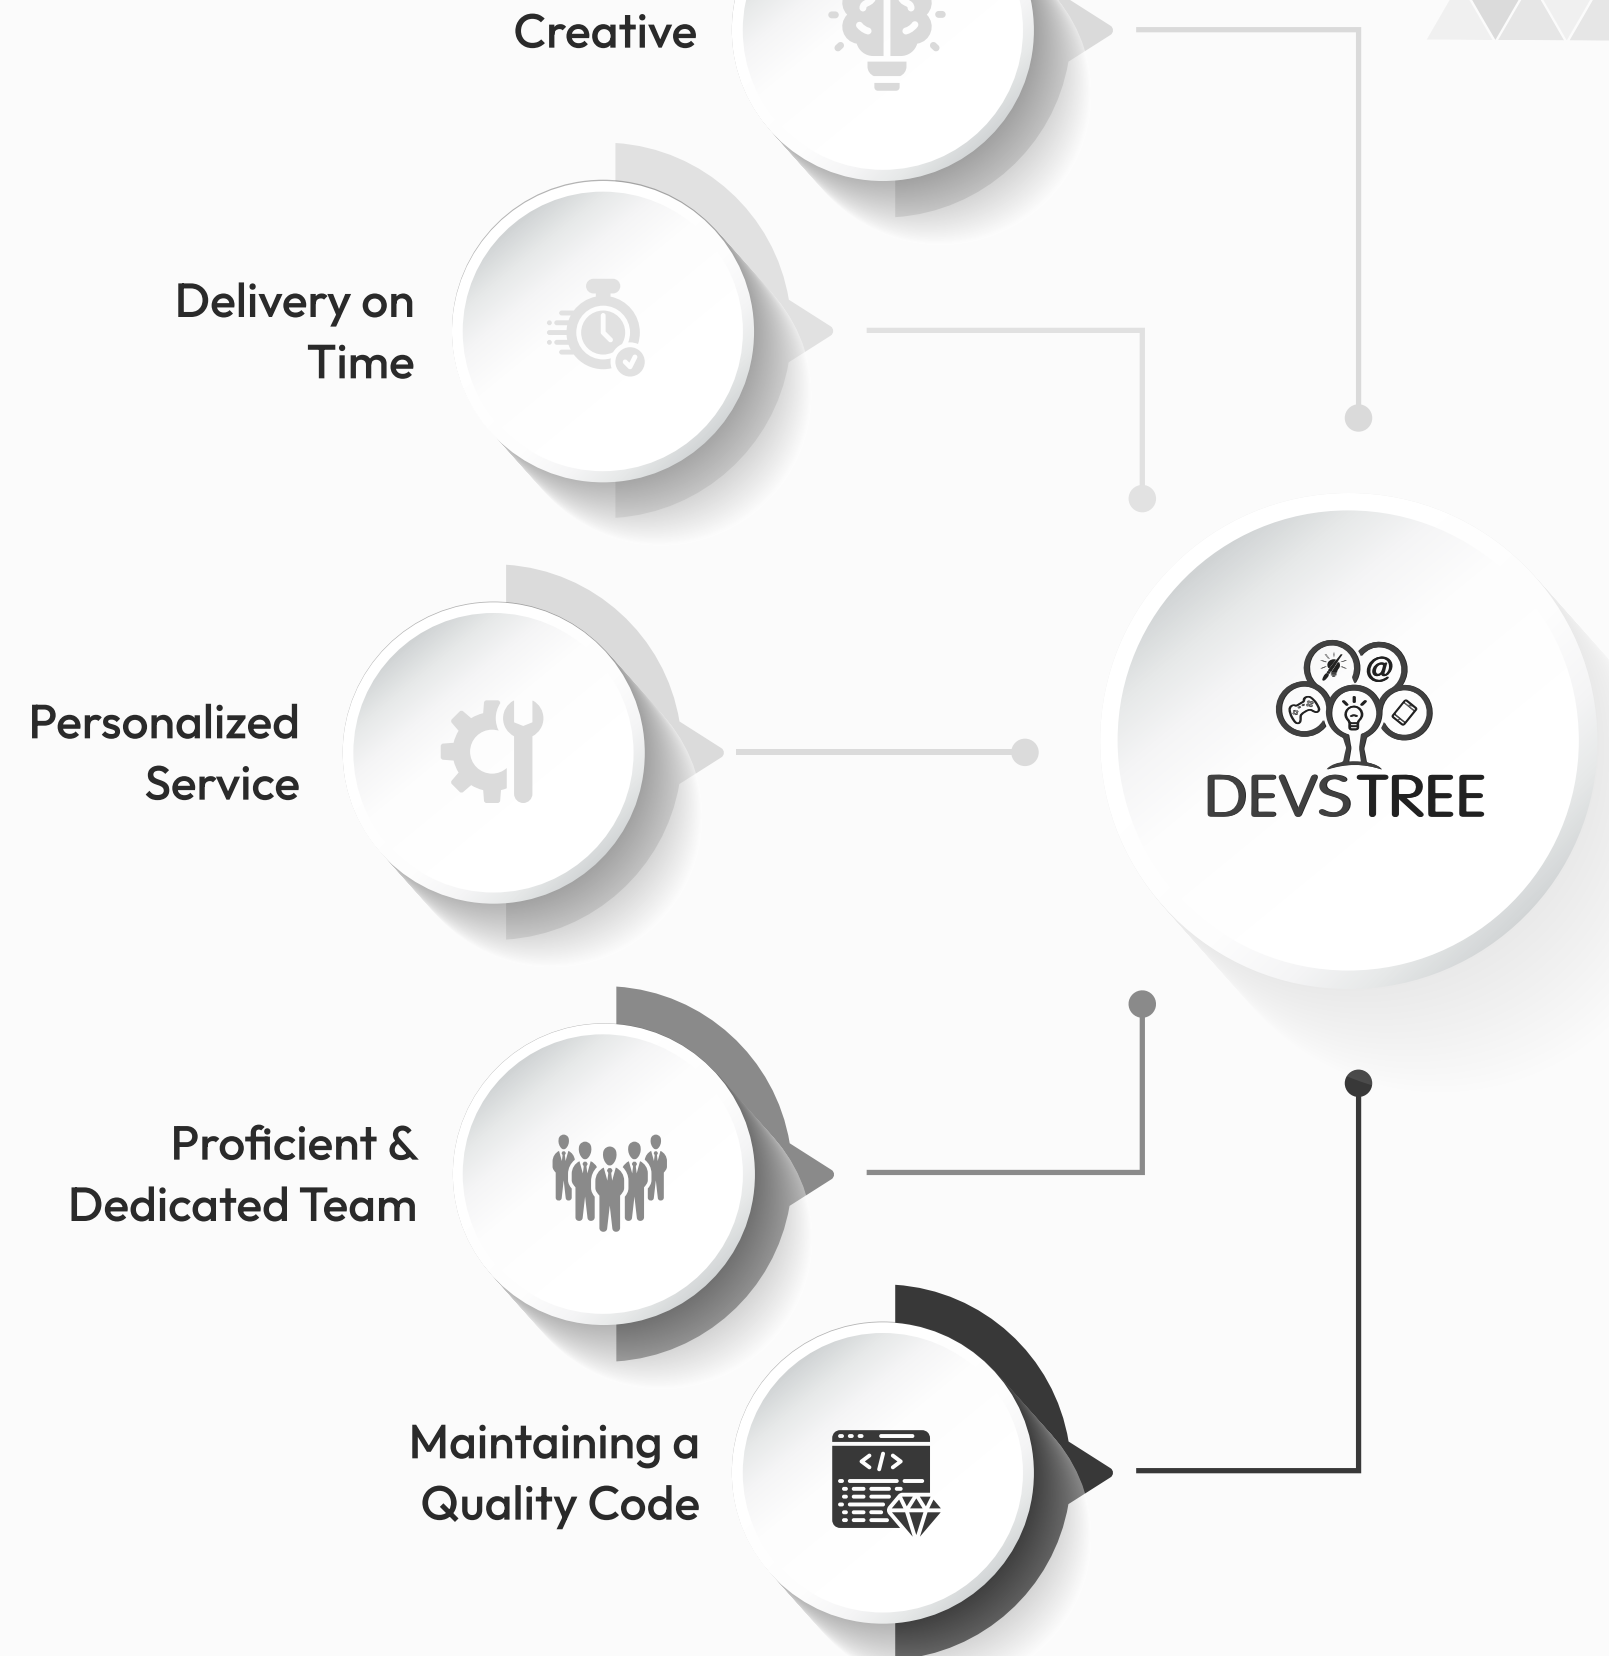 Creative
Delivery on
Time
Personalized
Service
@
DEVSTREE
Proficient &
Dedicated Team
Maintaining a
Quality Code
</>